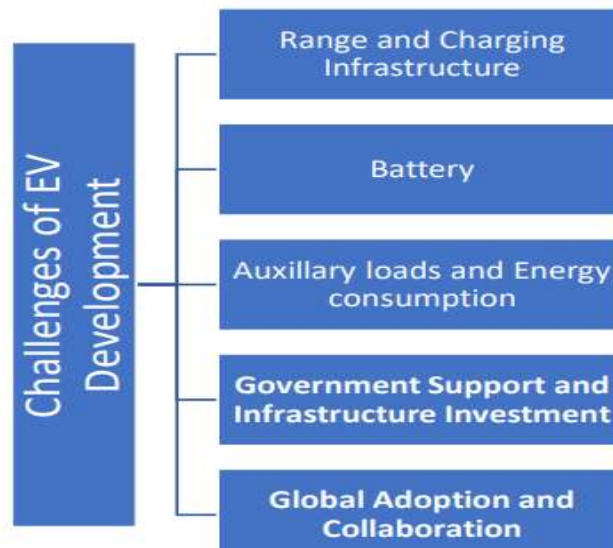 Challenges of EV
Development
Range and Charging
Infrastructure
Battery
Auxillary loads and Energy
consumption
Government Support and
Infrastructure Investment
Global Adoption and
Collaboration